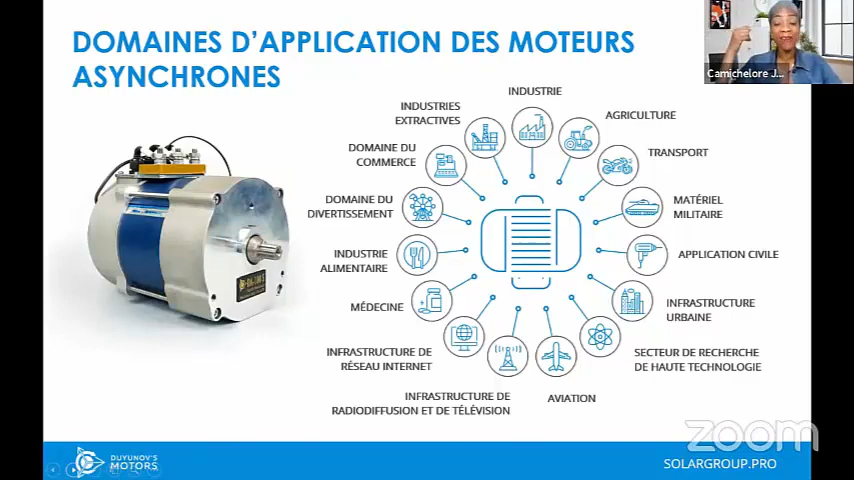 DOMAINES D'APPLICATION DES MOTEURS
ASYNCHRONES
Camichelore J...
INDUSTRIE
INDUSTRIES
EXTRACTIVES
AGRICULTURE
DOMAINE DU
COMMERCE
TRANSPORT
DOMAINE DU
DIVERTISSEMENT
MATÉRIEL
MILITAIRE
INDUSTRIE
ALIMENTAIRE
APPLICATION CIVILE
MÉDECINE
INFRASTRUCTURE
URBAINE
INFRASTRUCTURE DE
RÉSEAU INTERNET
SECTEUR DE RECHERCHE
DE HAUTE TECHNOLOGIE
INFRASTRUCTURE DE
RADIODIFFUSION ET DE TÉLÉVISION
AVIATION
zoom
DUYUNOV'S
MOTORS
SOLARGROUP.PRO